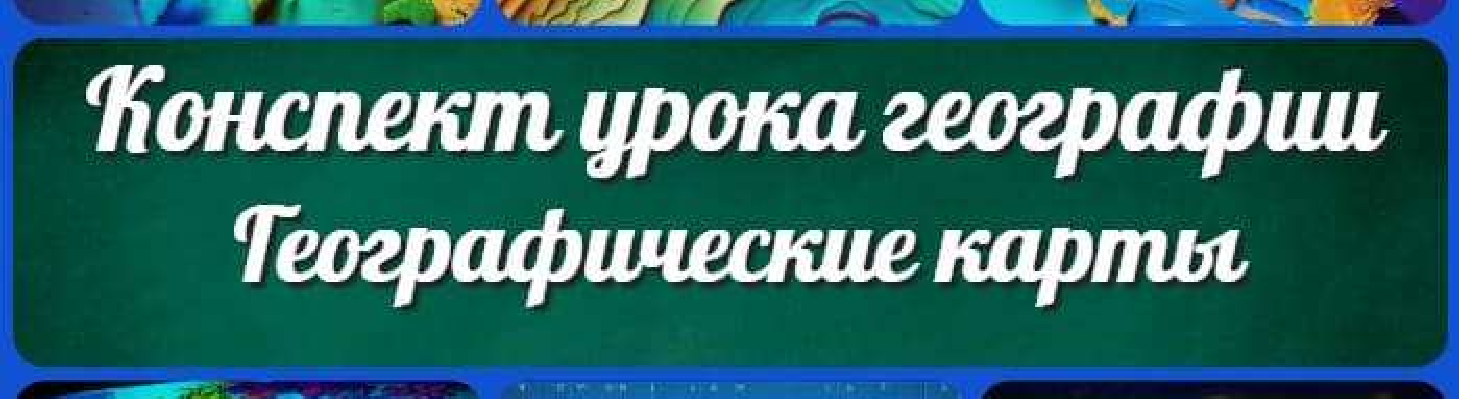 Конспект урока географии
Географические карты